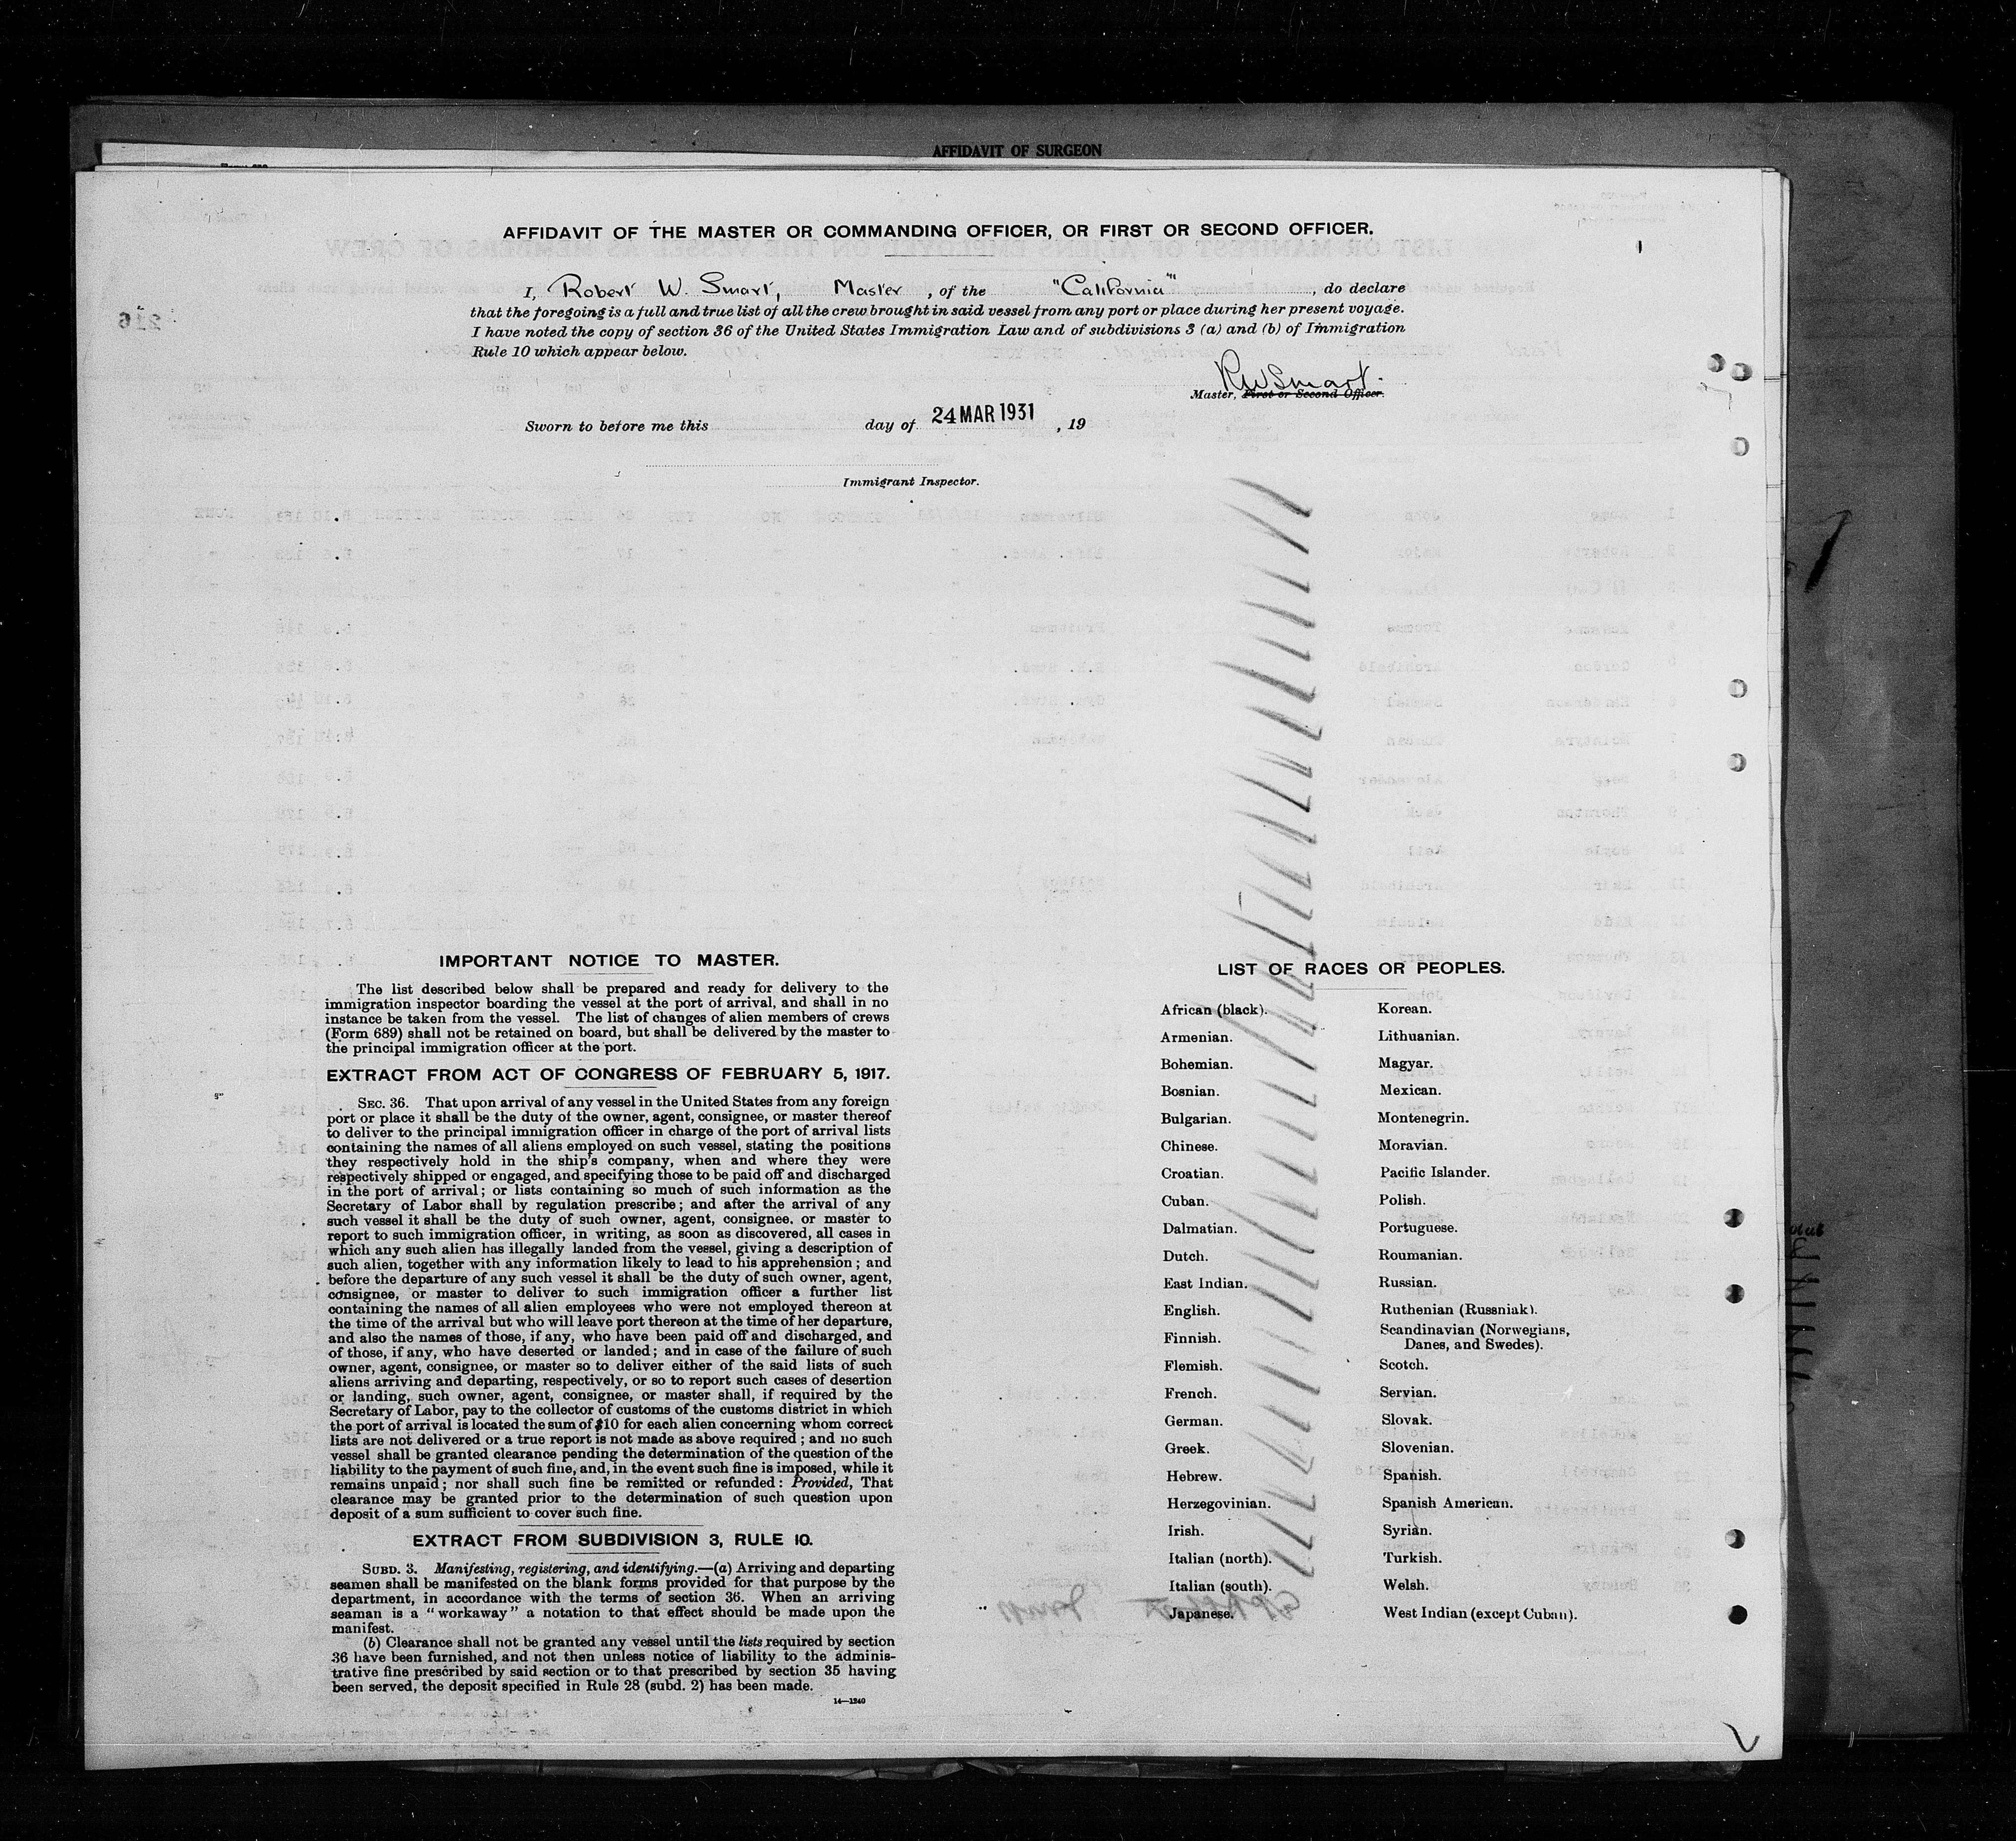 AFFIDAVIT OF SURGEON
AFFIDAVIT OF THE MASTER OR COMMANDING OFFICER, OR FIRST OR SECOND OFFICER.
I, Robert W. Smart, Master, of the "California", do declare
that the foregoing is a full and true list of all the crew brought in said vessel from any port or place during her present voyage.
I have noted the copy of section 36 of the United States Immigration Law and of subdivisions 3 (a) and (b) of Immigration
Rule 10 which appear below.
RW Smart.
Master, First or Second Officer.
Sworn to before me this day of 24 MAR 1931, 19
Immigrant Inspector.
IMPORTANT NOTICE TO MASTER.
The list described below shall be prepared and ready for delivery to the
immigration inspector boarding the vessel at the port of arrival, and shall in no
instance be taken from the vessel. The list of changes of alien members of crews
(Form 689) shall not be retained on board, but shall be delivered by the master to
the principal immigration officer at the port.
EXTRACT FROM ACT OF CONGRESS OF FEBRUARY 5, 1917.
SEC. 36. That upon arrival of any vessel in the United States from any foreign
port or place it shall be the duty of the owner, agent, consignee, or master thereof
to deliver to the principal immigration officer in charge of the port of arrival lists
containing the names of all aliens employed on such vessel, stating the positions
they respectively hold in the ship's company, when and where they were
respectively shipped or engaged, and specifying those to be paid off and discharged
in the port of arrival; or lists containing so much of such information as the
Secretary of Labor shall by regulation prescribe; and after the arrival of any
such vessel it shall be the duty of such owner, agent, consignee, or master to
report to such immigration officer, in writing, as soon as discovered, all cases in
which any such alien has illegally landed from the vessel, giving a description of
such alien, together with any information likely to lead to his apprehension; and
before the departure of any such vessel it shall be the duty of such owner, agent,
consignee, or master to deliver to such immigration officer a further list
containing the names of all alien employees who were not employed thereon at
the time of the arrival but who will leave port thereon at the time of her departure,
and also the names of those, if any, who have been paid off and discharged, and
of those, if any, who have deserted or landed; and in case of the failure of such
owner, agent, consignee, or master so to deliver either of the said lists of such
aliens arriving and departing, respectively, or so to report such cases of desertion
or landing, such owner, agent, consignee, or master shall, if required by the
Secretary of Labor, pay to the collector of customs of the customs district in which
the port of arrival is located the sum of $10 for each alien concerning whom correct
lists are not delivered or a true report is not made as above required; and no such
vessel shall be granted clearance pending the determination of the question of the
liability to the payment of such fine, and, in the event such fine is imposed, while it
remains unpaid; nor shall such fine be remitted or refunded: Provided, That
clearance may be granted prior to the determination of such question upon
deposit of a sum sufficient to cover such fine.
EXTRACT FROM SUBDIVISION 3, RULE 10.
SUBD. 3. Manifesting, registering, and identifying.—(a) Arriving and departing
seamen shall be manifested on the blank forms provided for that purpose by the
department, in accordance with the terms of section 36. When an arriving
seaman is a "workaway" a notation to that effect should be made upon the
manifest.
(b) Clearance shall not be granted any vessel until the lists required by section
36 have been furnished, and not then unless notice of liability to the adminis-
trative fine prescribed by said section or to that prescribed by section 35 having
been served, the deposit specified in Rule 28 (subd. 2) has been made.
14—1240
LIST OF RACES OR PEOPLES.
African (black).
Armenian.
Bohemian.
Bosnian.
Bulgarian.
Chinese.
Croatian.
Cuban.
Dalmatian.
Dutch.
East Indian.
English.
Finnish.
Flemish.
French.
German.
Greek.
Hebrew.
Herzegovinian.
Irish.
Italian (north).
Italian (south).
Japanese.
Korean.
Lithuanian.
Magyar.
Mexican.
Montenegrin.
Moravian.
Pacific Islander.
Polish.
Portuguese.
Roumanian.
Russian.
Ruthenian (Russniak).
Scandinavian (Norwegians,
Danes, and Swedes).
Scotch.
Servian.
Slovak.
Slovenian.
Spanish.
Spanish American.
Syrian.
Turkish.
Welsh.
West Indian (except Cuban).